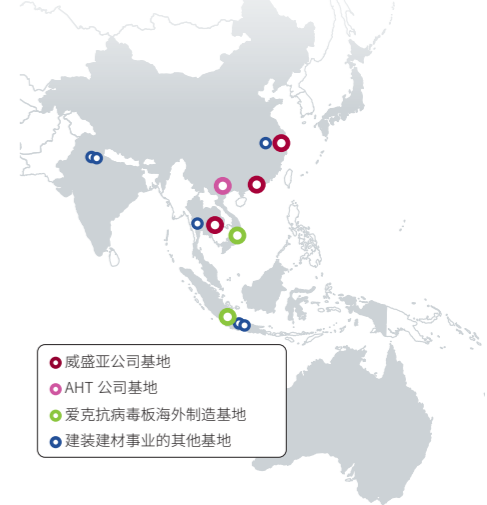 威盛亚公司基地
AHT 公司基地
爱克抗病毒板海外制造基地
建装建材事业的其他基地